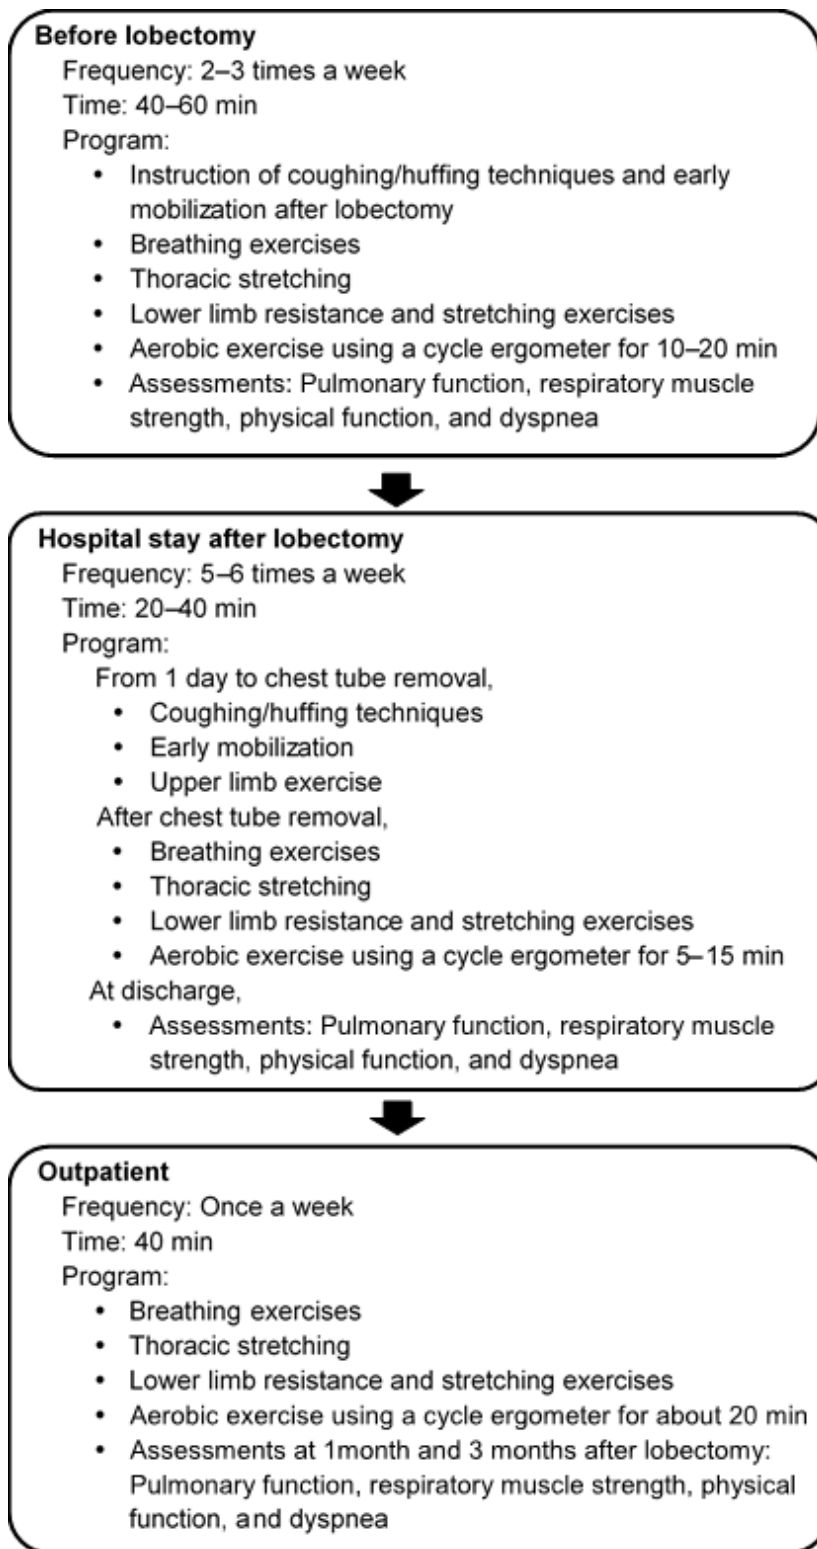 Before lobectomy
Frequency: 2–3 times a week
Time: 40–60 min
Program:
• Instruction of coughing/huffing techniques and early
mobilization after lobectomy
• Breathing exercises
• Thoracic stretching
• Lower limb resistance and stretching exercises
• Aerobic exercise using a cycle ergometer for 10–20 min
• Assessments: Pulmonary function, respiratory muscle
strength, physical function, and dyspnea
Hospital stay after lobectomy
Frequency: 5–6 times a week
Time: 20–40 min
Program:
From 1 day to chest tube removal,
• Coughing/huffing techniques
• Early mobilization
• Upper limb exercise
After chest tube removal,
• Breathing exercises
• Thoracic stretching
• Lower limb resistance and stretching exercises
• Aerobic exercise using a cycle ergometer for 5–15 min
At discharge,
• Assessments: Pulmonary function, respiratory muscle
strength, physical function, and dyspnea
Outpatient
Frequency: Once a week
Time: 40 min
Program:
• Breathing exercises
• Thoracic stretching
• Lower limb resistance and stretching exercises
• Aerobic exercise using a cycle ergometer for about 20 min
• Assessments at 1month and 3 months after lobectomy:
Pulmonary function, respiratory muscle strength, physical
function, and dyspnea